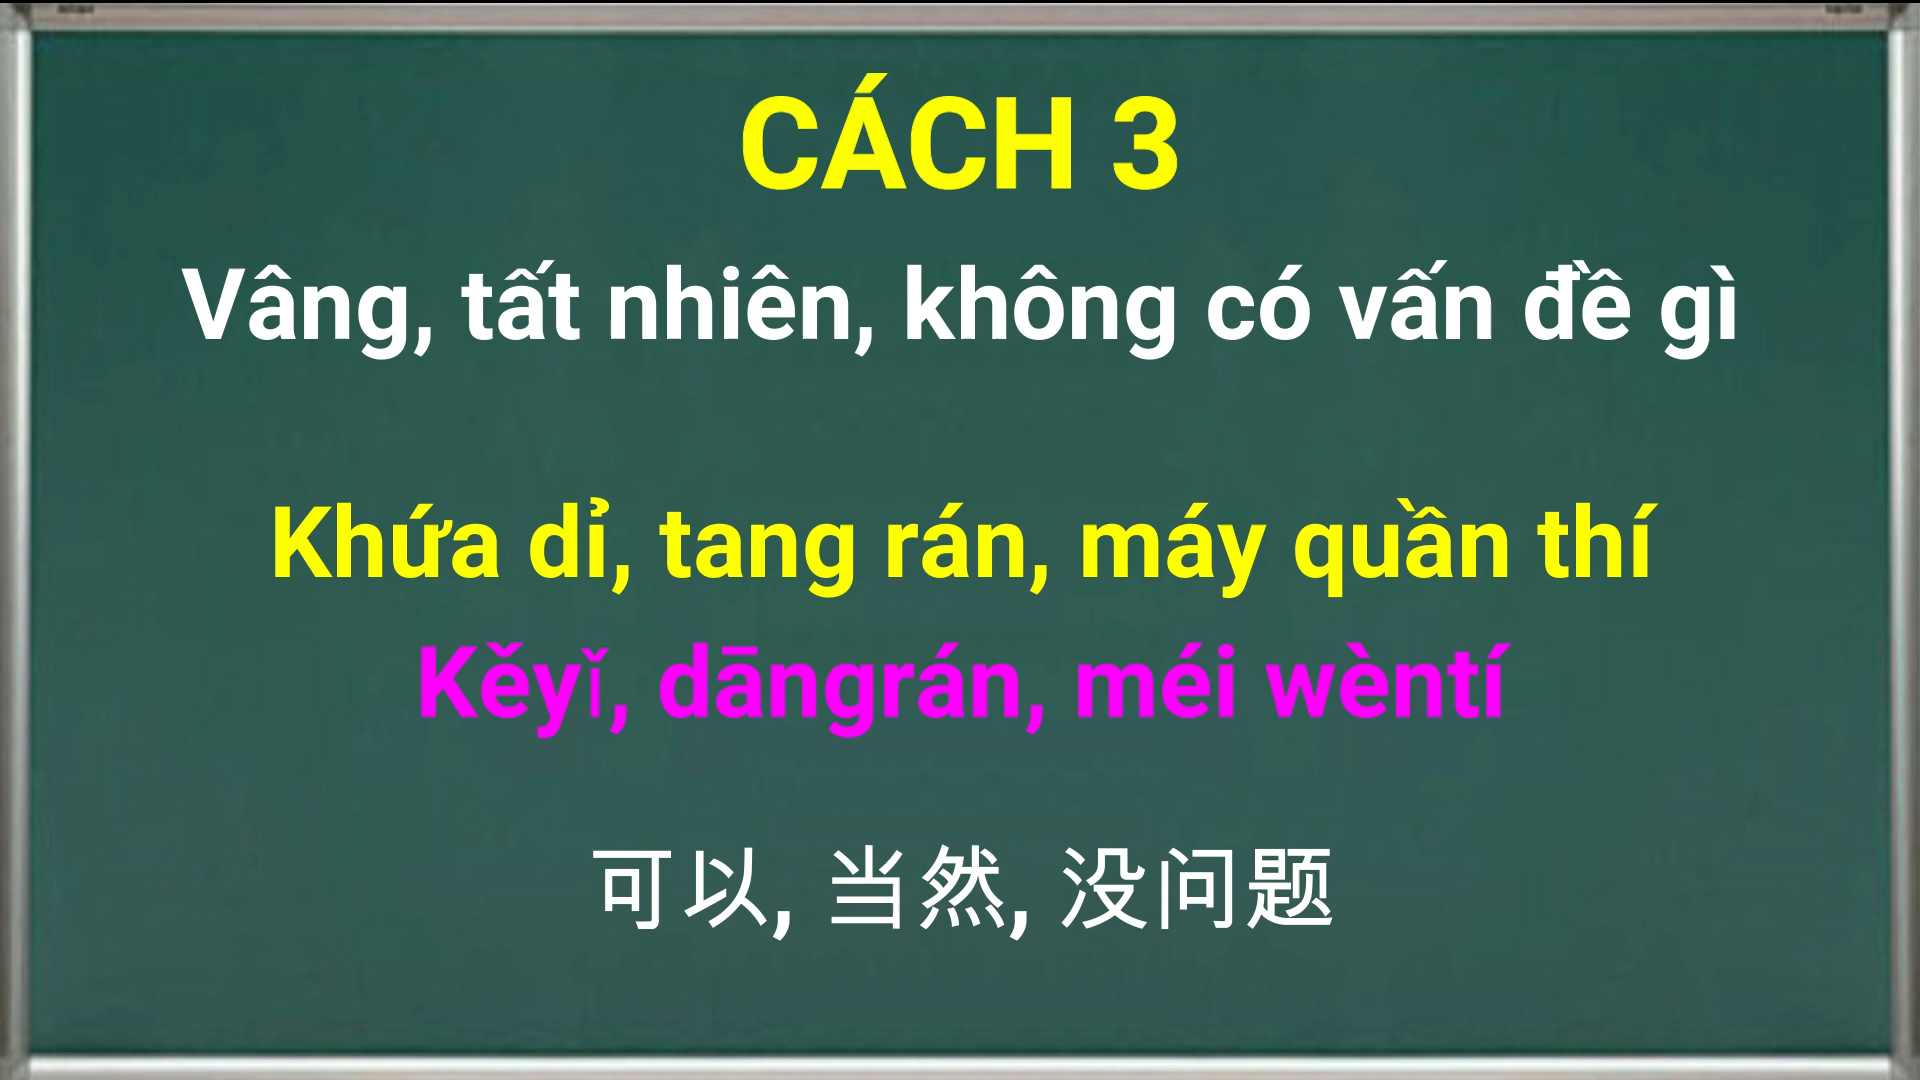 CÁCH 3
Vâng, tất nhiên, không có vấn đề gì
Khứa dỉ, tang rán, máy quần thí
Kěyǐ, dāngrán, méi wèntí
可以, 当然, 没问题